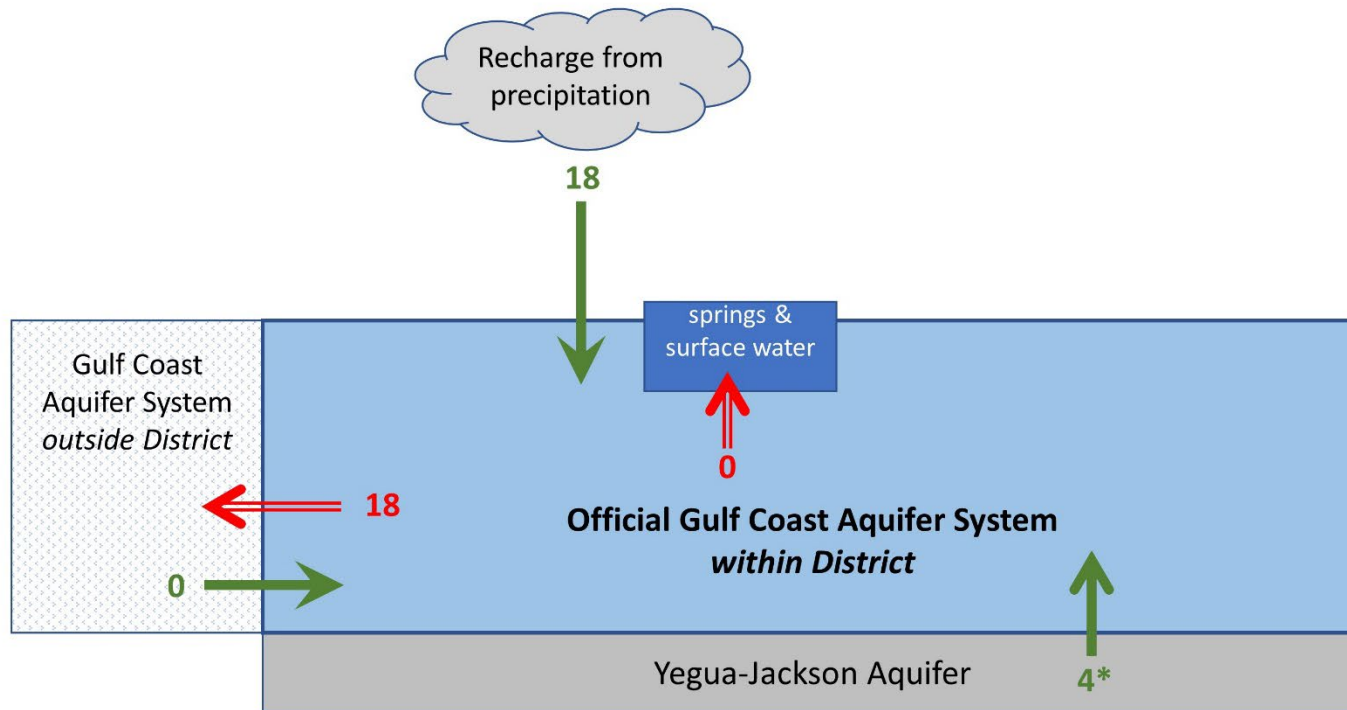 Recharge from
precipitation
18
springs &
surface water
Gulf Coast
Aquifer System
outside District
0
18
Official Gulf Coast Aquifer System
within District
0
Yegua-Jackson Aquifer
4*